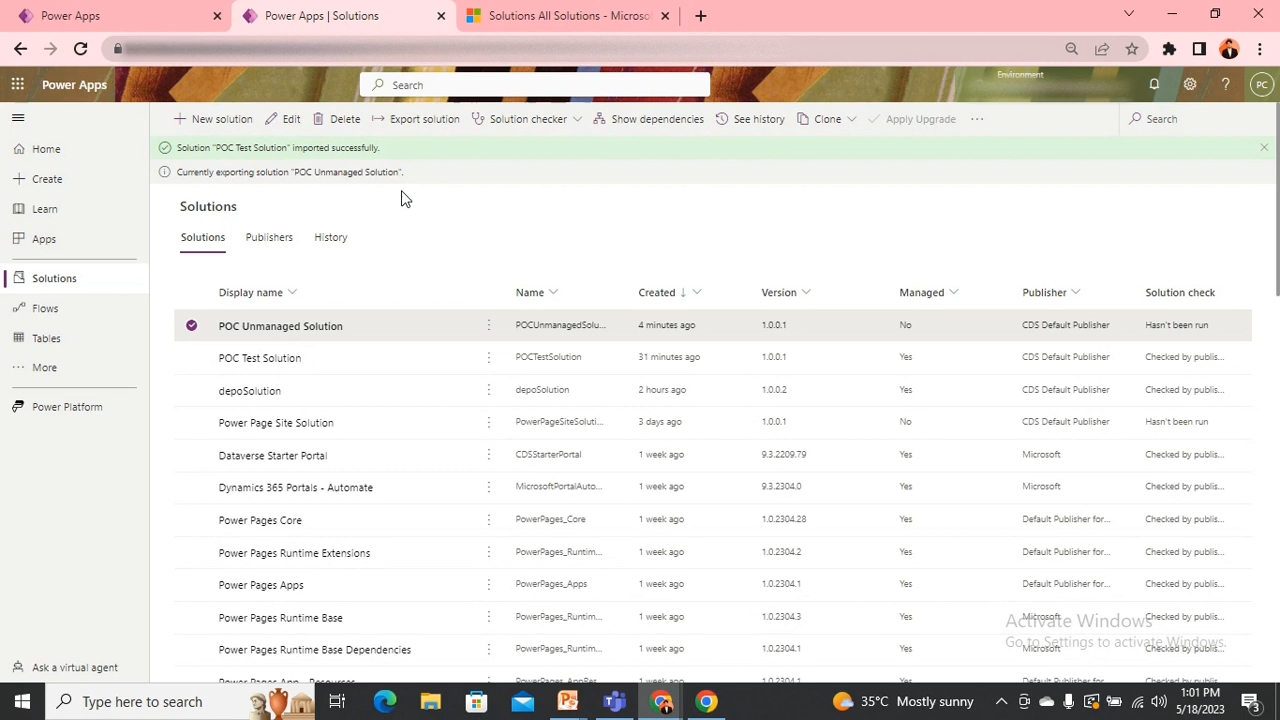 Power Apps
Power Apps | Solutions
Solutions All Solutions - Microso
Power Apps
Search
Environment
PC
New solution
Edit
Delete
Export solution
Solution checker
Show dependencies
See history
Clone
Apply Upgrade
Search
Solution "POC Test Solution" imported successfully.
Currently exporting solution "POC Unmanaged Solution".
Home
Create
Learn
Apps
Solutions
Flows
Tables
More
Power Platform
Ask a virtual agent
Solutions
Solutions Publishers History
Display name Name Created ↓ Version Managed Publisher Solution check
POC Unmanaged Solution POCUnmanagedSolu... 4 minutes ago 1.0.0.1 No CDS Default Publisher Hasn't been run
POC Test Solution POCTestSolution 31 minutes ago 1.0.0.1 Yes CDS Default Publisher Checked by publis...
depoSolution depoSolution 2 hours ago 1.0.0.2 Yes CDS Default Publisher Checked by publis...
Power Page Site Solution PowerPageSiteSoluti... 3 days ago 1.0.0.1 No CDS Default Publisher Hasn't been run
Dataverse Starter Portal CDSStarterPortal 1 week ago 9.3.2209.79 Yes Microsoft Checked by publis...
Dynamics 365 Portals - Automate MicrosoftPortalAuto... 1 week ago 9.3.2304.0 Yes Microsoft Checked by publis...
Power Pages Core PowerPages_Core 1 week ago 1.0.2304.28 Yes Default Publisher for... Checked by publis...
Power Pages Runtime Extensions PowerPages_Runtim... 1 week ago 1.0.2304.2 Yes Default Publisher for... Checked by publis...
Power Pages Apps PowerPages_Apps 1 week ago 1.0.2304.1 Yes Default Publisher for... Checked by publis...
Power Pages Runtime Base PowerPages_Runtim... 1 week ago 1.0.2304.3 Yes Microsoft Checked by publis...
Power Pages Runtime Base Dependencies PowerPages_Runtim... 1 week ago 1.0.2304.1 Yes Microsoft Checked by publis...
Activate Windows
Go to Settings to activate Windows.
Type here to search
35°C Mostly sunny
1:01 PM
5/18/2023
3